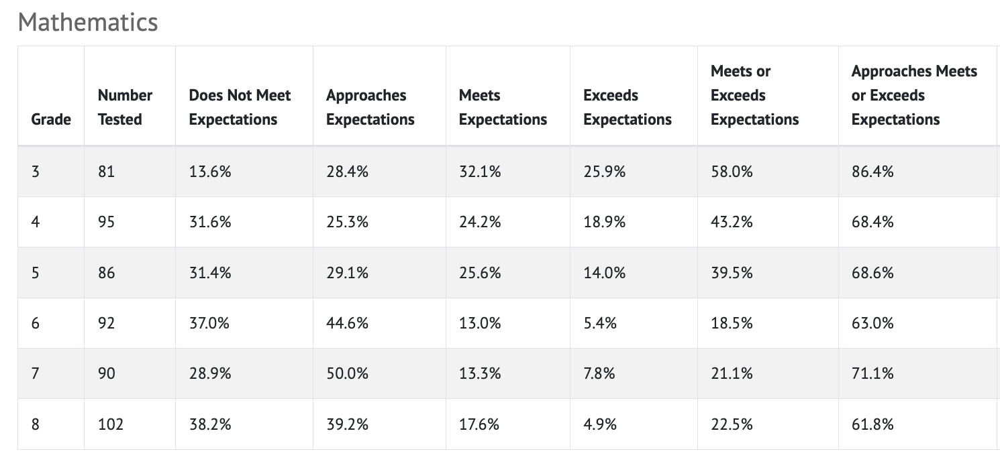 Mathematics
Grade | Number Tested | Does Not Meet Expectations | Approaches Expectations | Meets Expectations | Exceeds Expectations | Meets or Exceeds Expectations | Approaches Meets or Exceeds Expectations
3 | 81 | 13.6% | 28.4% | 32.1% | 25.9% | 58.0% | 86.4%
4 | 95 | 31.6% | 25.3% | 24.2% | 18.9% | 43.2% | 68.4%
5 | 86 | 31.4% | 29.1% | 25.6% | 14.0% | 39.5% | 68.6%
6 | 92 | 37.0% | 44.6% | 13.0% | 5.4% | 18.5% | 63.0%
7 | 90 | 28.9% | 50.0% | 13.3% | 7.8% | 21.1% | 71.1%
8 | 102 | 38.2% | 39.2% | 17.6% | 4.9% | 22.5% | 61.8%